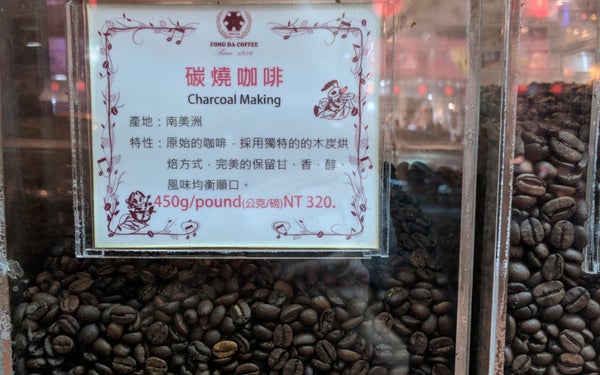 FONG DA COFFEE
Since 1956
碳燒咖啡
Charcoal Making
產地：南美洲
特性：原始的咖啡，採用獨特的的木炭烘
焙方式，完美的保留甘、香、醇、
風味均衡順口。
450g/pound(公克/磅)NT 320.